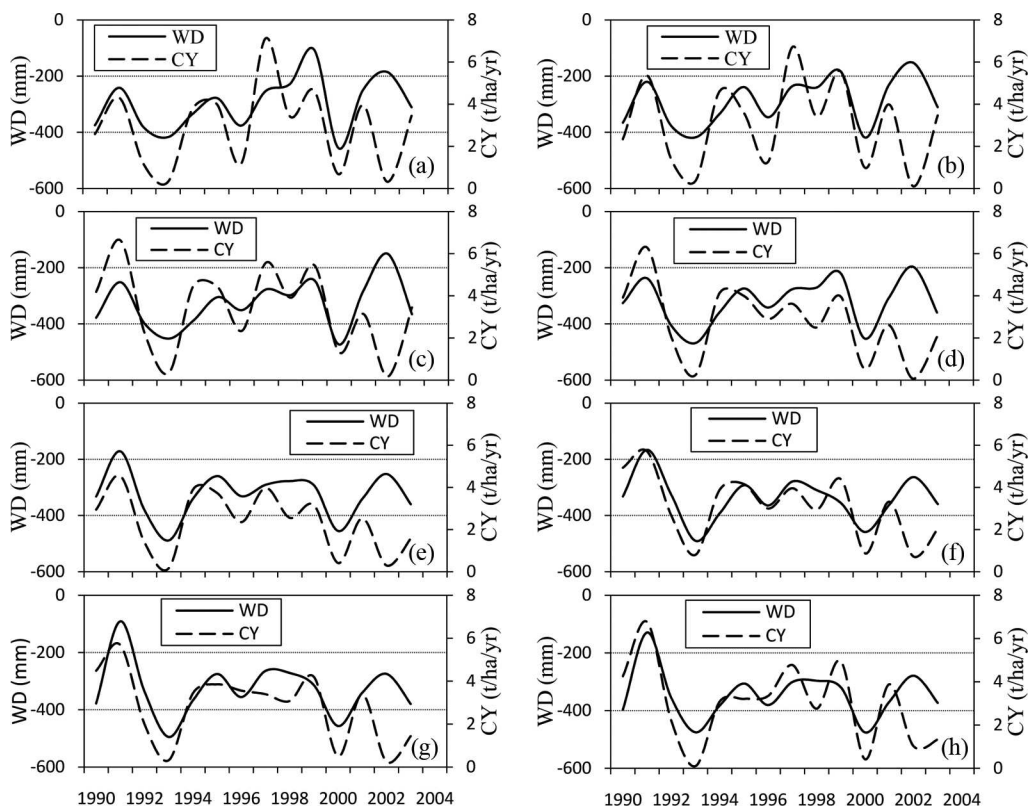 0
-200
-400
-600
WD (mm)
WD
CY
8
6
4
2
0
CY (t/ha/yr)
(a)
0
-200
-400
-600
WD (mm)
WD
CY
8
6
4
2
0
CY (t/ha/yr)
(b)
0
-200
-400
-600
WD (mm)
WD
CY
8
6
4
2
0
CY (t/ha/yr)
(c)
0
-200
-400
-600
WD (mm)
WD
CY
8
6
4
2
0
CY (t/ha/yr)
(d)
0
-200
-400
-600
WD (mm)
WD
CY
8
6
4
2
0
CY (t/ha/yr)
(e)
0
-200
-400
-600
WD (mm)
WD
CY
8
6
4
2
0
CY (t/ha/yr)
(f)
0
-200
-400
-600
WD (mm)
WD
CY
8
6
4
2
0
CY (t/ha/yr)
(g)
1990 1992 1994 1996 1998 2000 2002 2004
0
-200
-400
-600
WD (mm)
WD
CY
8
6
4
2
0
CY (t/ha/yr)
(h)
1990 1992 1994 1996 1998 2000 2002 2004